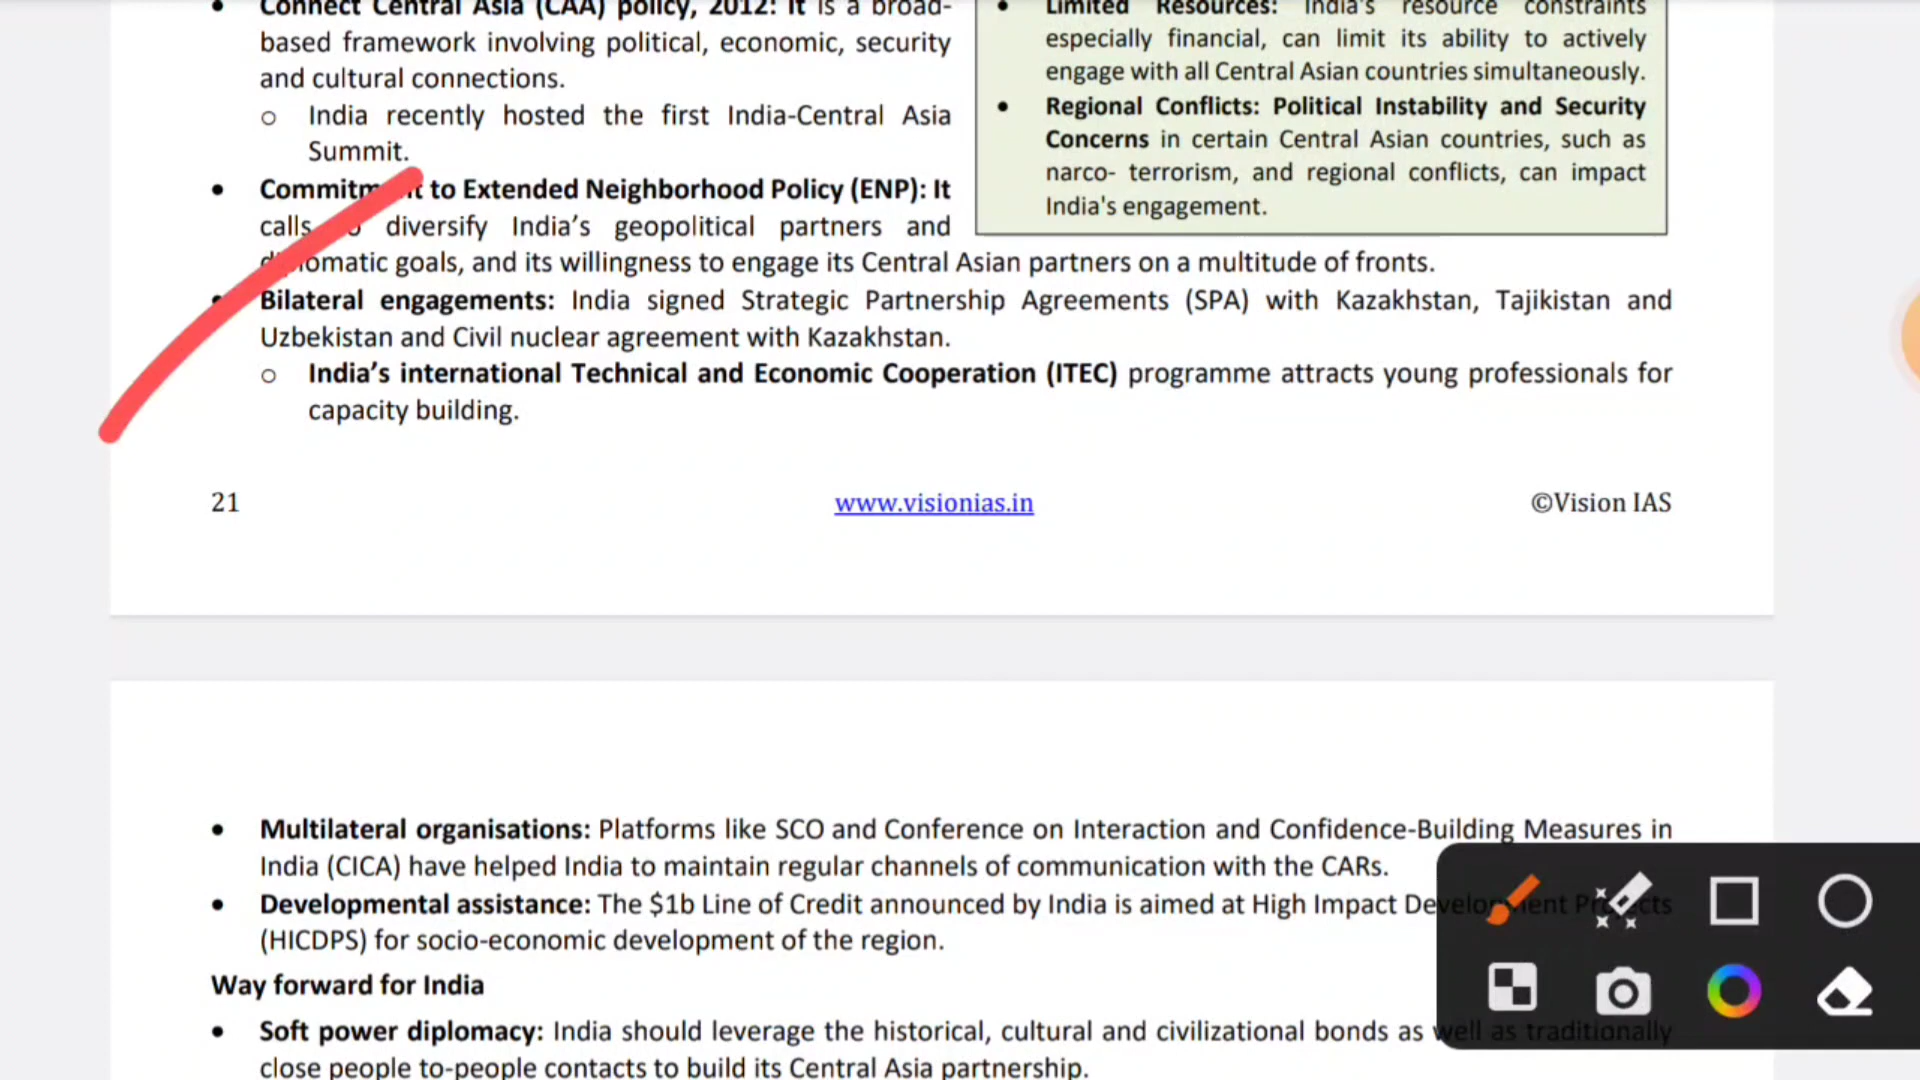 Connect Central Asia (CAA) policy, 2012: It is a broad-
based framework involving political, economic, security
and cultural connections.
o India recently hosted the first India-Central Asia
Summit.
• to Extended Neighborhood Policy (ENP): It
calls diversify India's geopolitical partners and
goals, and its willingness to engage its Central Asian partners on a multitude of fronts.
• Limited Resources: India's resource constraints
especially financial, can limit its ability to actively
engage with all Central Asian countries simultaneously.
• Regional Conflicts: Political Instability and Security
Concerns in certain Central Asian countries, such as
narco- terrorism, and regional conflicts, can impact
India's engagement.
• Bilateral engagements: India signed Strategic Partnership Agreements (SPA) with Kazakhstan, Tajikistan and
Uzbekistan and Civil nuclear agreement with Kazakhstan.
o India's international Technical and Economic Cooperation (ITEC) programme attracts young professionals for
capacity building.
21 www.visionias.in ©Vision IAS
• Multilateral organisations: Platforms like SCO and Conference on Interaction and Confidence-Building Measures in
India (CICA) have helped India to maintain regular channels of communication with the CARs.
• Developmental assistance: The $1b Line of Credit announced by India is aimed at High Impact Development Projects
(HICDPS) for socio-economic development of the region.
Way forward for India
• Soft power diplomacy: India should leverage the historical, cultural and civilizational bonds as well as traditionally
close people to-people contacts to build its Central Asia partnership.